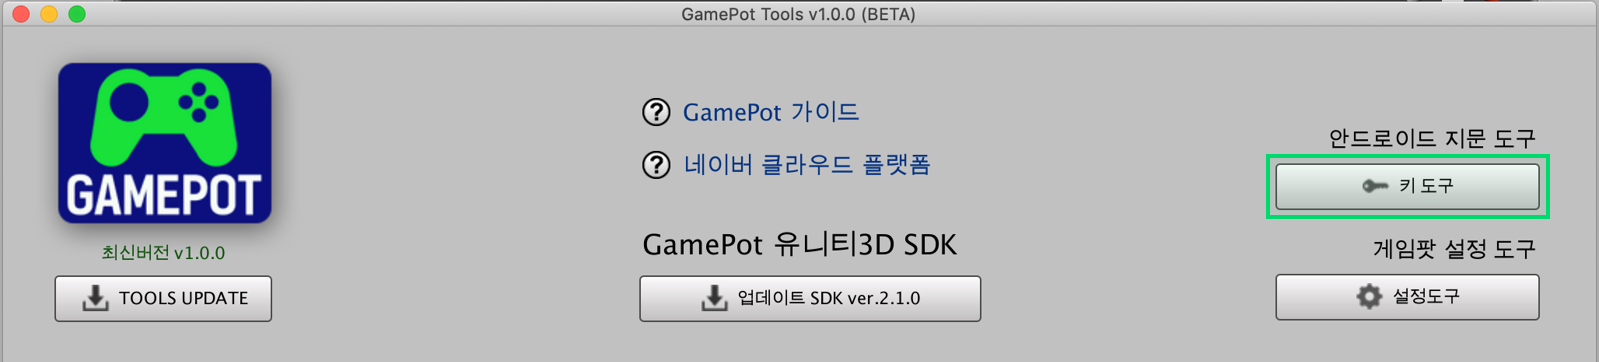 GamePot Tools v1.0.0 (BETA)
GAMEPOT
최신버전 v1.0.0
TOOLS UPDATE
GamePot 가이드
네이버 클라우드 플랫폼
GamePot 유니티3D SDK
업데이트 SDK ver.2.1.0
안드로이드 지문 도구
키 도구
게임팟 설정 도구
설정도구